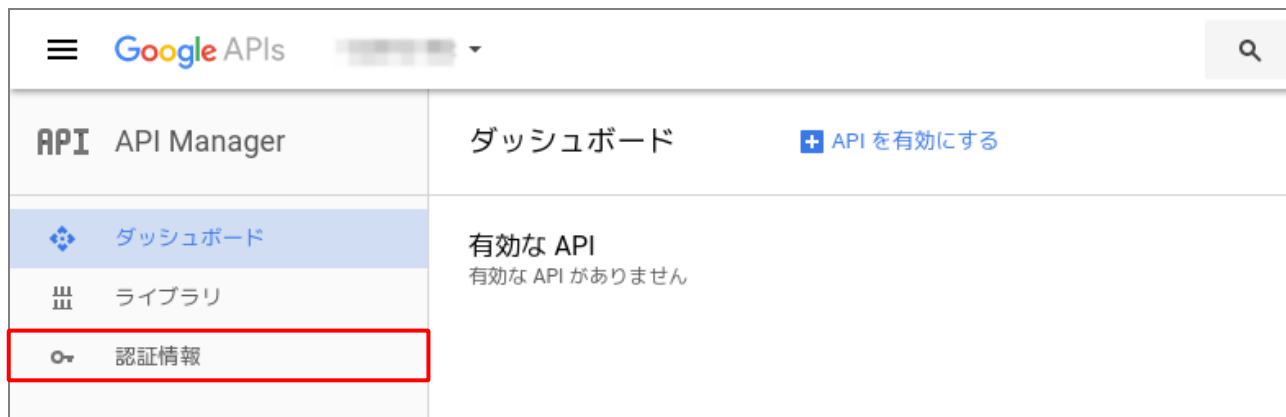 Google APIs
API API Manager
ダッシュボード
API を有効にする
ダッシュボード
ライブラリ
認証情報
有効な API
有効な API がありません